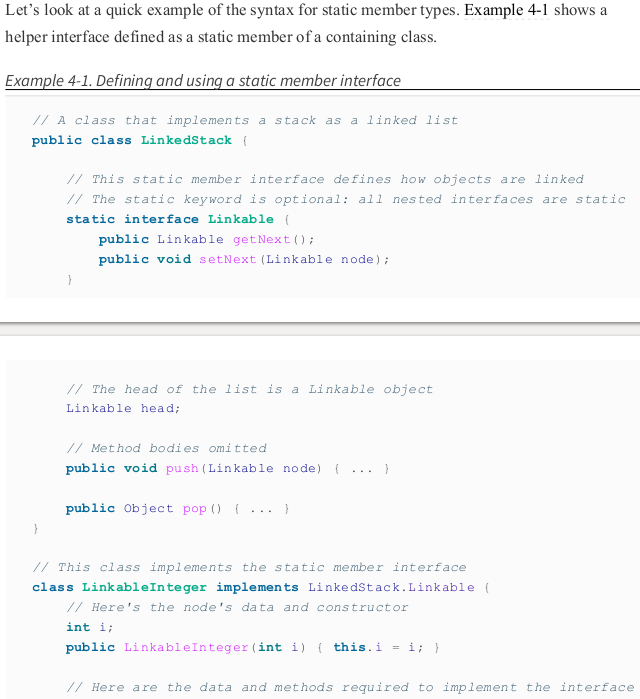 Let’s look at a quick example of the syntax for static member types. Example 4-1 shows a
helper interface defined as a static member of a containing class.
Example 4-1. Defining and using a static member interface
// A class that implements a stack as a linked list
public class LinkedStack {
// This static member interface defines how objects are linked
// The static keyword is optional: all nested interfaces are static
static interface Linkable {
public Linkable getNext();
public void setNext(Linkable node);
}
// The head of the list is a Linkable object
Linkable head;
// Method bodies omitted
public void push(Linkable node) { ... }
public Object pop() { ... }
}
// This class implements the static member interface
class LinkableInteger implements LinkedStack.Linkable {
// Here's the node's data and constructor
int i;
public LinkableInteger(int i) { this.i = i; }
// Here are the data and methods required to implement the interface